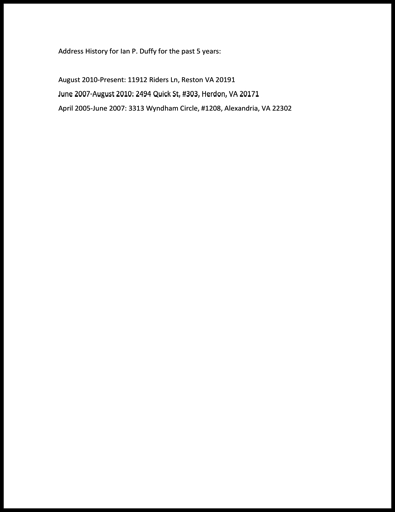 Address History for Ian P. Duffy for the past 5 years:
August 2010-Present: 11912 Riders Ln, Reston VA 20191
June 2007-August 2010: 2494 Quick St, #303, Herdon, VA 20171
April 2005-June 2007: 3313 Wyndham Circle, #1208, Alexandria, VA 22302